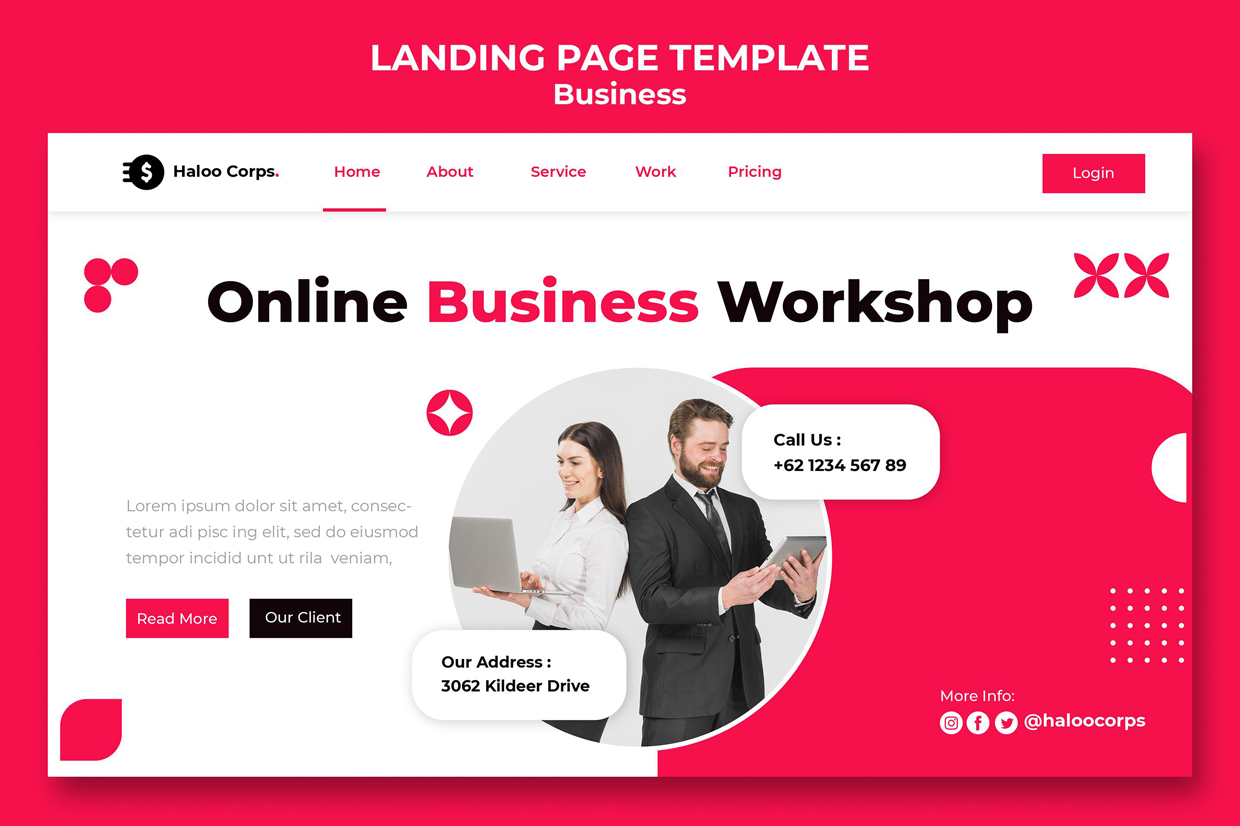 LANDING PAGE TEMPLATE
Business
Haloo Corps.
Home
About
Service
Work
Pricing
Login
Online Business Workshop
Call Us :
+62 1234 567 89
Lorem ipsum dolor sit amet, consec-
tetur adi pisc ing elit, sed do eiusmod
tempor incidid unt ut rila  veniam,
Read More
Our Client
Our Address :
3062 Kildeer Drive
More Info:
@haloocorps